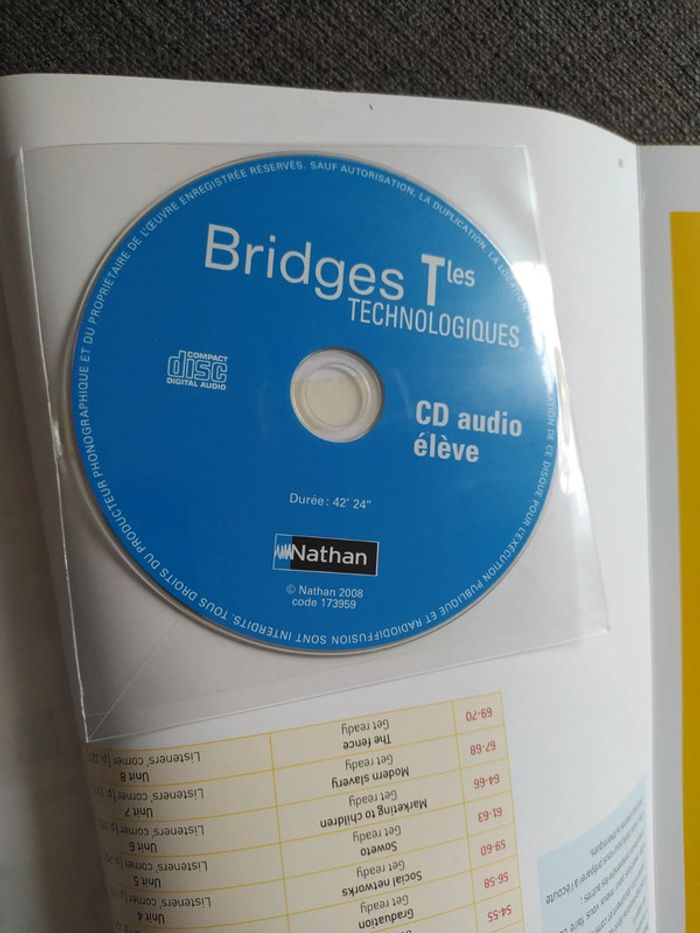 TOUS DROITS DU PRODUCTEUR PHONOGRAPHIQUE ET DU PROPRIÉTAIRE DE L'ŒUVRE ENREGISTRÉE RÉSERVÉS. SAUF AUTORISATION, LA DUPLICATION, LA LOCATION, DE CE DISQUE POUR L'EXÉCUTION PUBLIQUE ET RADIODIFFUSION SONT INTERDITS.
Bridges Tles
TECHNOLOGIQUES
COMPACT
disc
DIGITAL AUDIO
CD audio
élève
Durée : 42' 24"
Nathan
© Nathan 2008
code 173959
54-55
Graduation
Get ready
Unit 4
Listeners' corner
56-58
Social networks
Get ready
Unit 5
Listeners' corner
59-60
Soweto
Get ready
Unit 6
Listeners' corner
61-63
Marketing to children
Get ready
Unit 7
Listeners' corner
64-66
Modern slavery
Get ready
Unit 8
Listeners' corner
67-68
The fence
Get ready
69-70